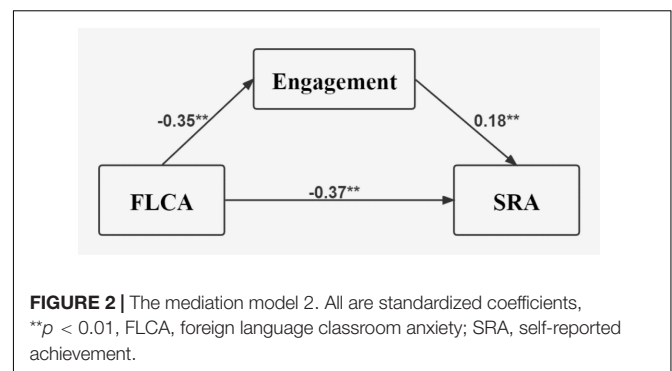 Engagement
-0.35**
0.18**
FLCA
-0.37**
SRA
FIGURE 2 | The mediation model 2. All are standardized coefficients,
**p < 0.01, FLCA, foreign language classroom anxiety; SRA, self-reported
achievement.